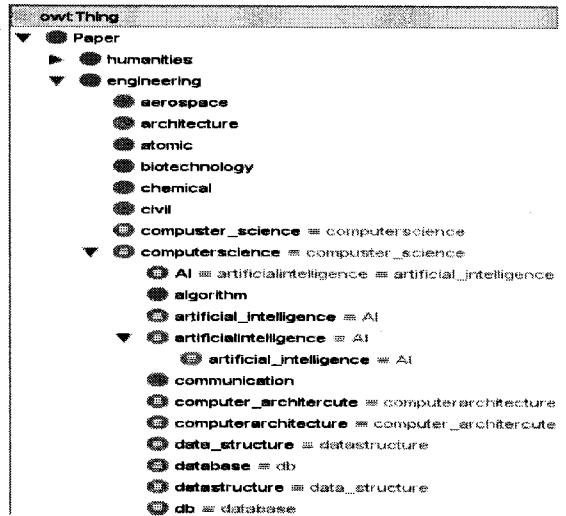 owl:Thing
Paper
humanities
engineering
aerospace
architecture
atomic
biotechnology
chemical
civil
compuster_science ≡ computerscience
computerscience ≡ compuster_science
AI ≡ artificialintelligence ≡ artificial_intelligence
algorithm
artificial_intelligence ≡ AI
artificialintelligence ≡ AI
artificial_intelligence ≡ AI
communication
computer_architercute ≡ computerarchitecture
computerarchitecture ≡ computer_architercute
data_structure ≡ datastructure
database ≡ db
datastructure ≡ data_structure
db ≡ database